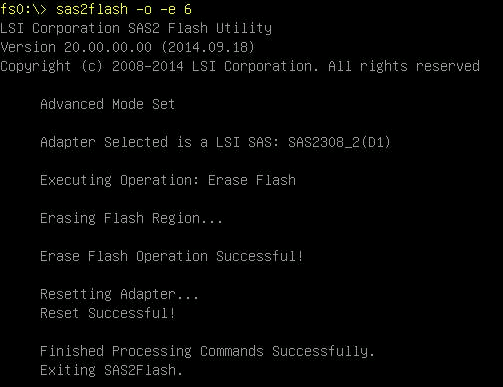 fs0:\> sas2flash -o -e 6
LSI Corporation SAS2 Flash Utility
Version 20.00.00.00 (2014.09.18)
Copyright (c) 2008-2014 LSI Corporation. All rights reserved
Advanced Mode Set
Adapter Selected is a LSI SAS: SAS2308_2(D1)
Executing Operation: Erase Flash
Erasing Flash Region...
Erase Flash Operation Successful!
Resetting Adapter...
Reset Successful!
Finished Processing Commands Successfully.
Exiting SAS2Flash.